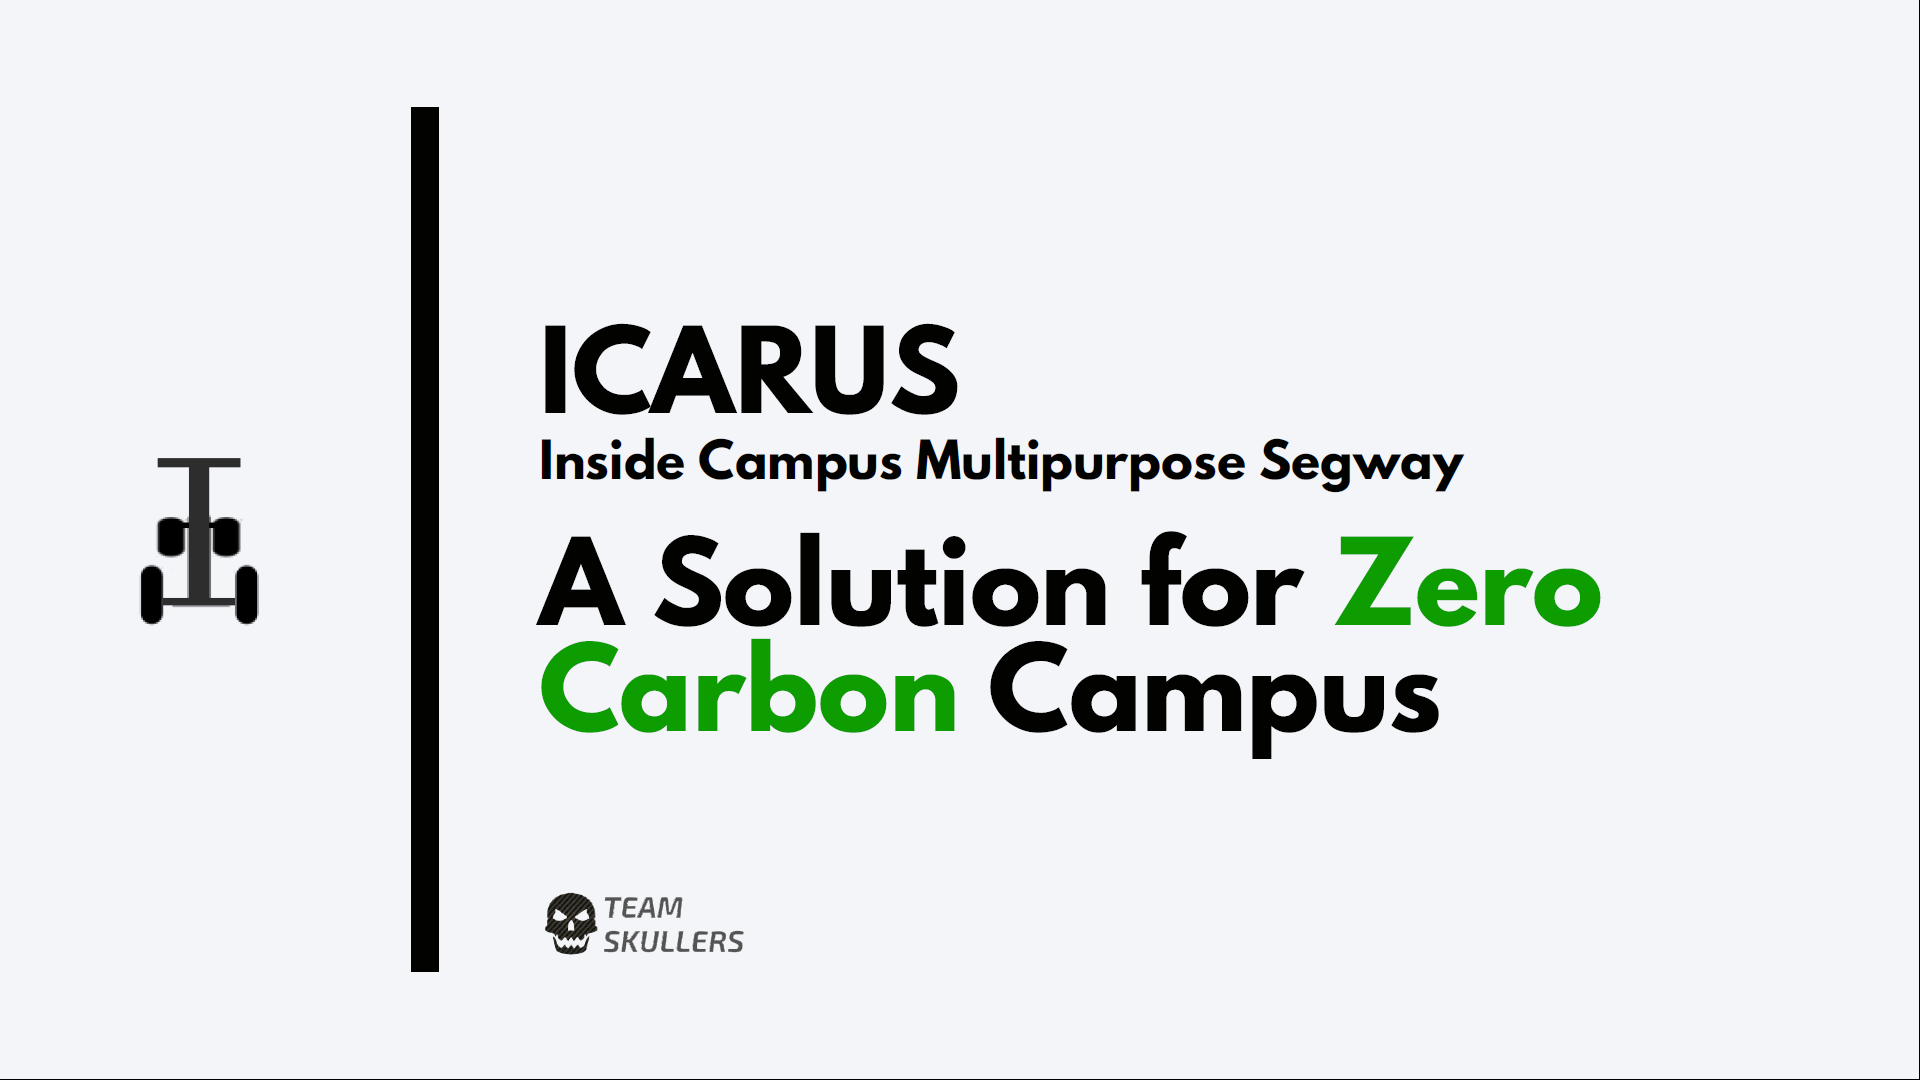 ICARUS
Inside Campus Multipurpose Segway
A Solution for Zero
Carbon Campus
TEAM
SKULLERS